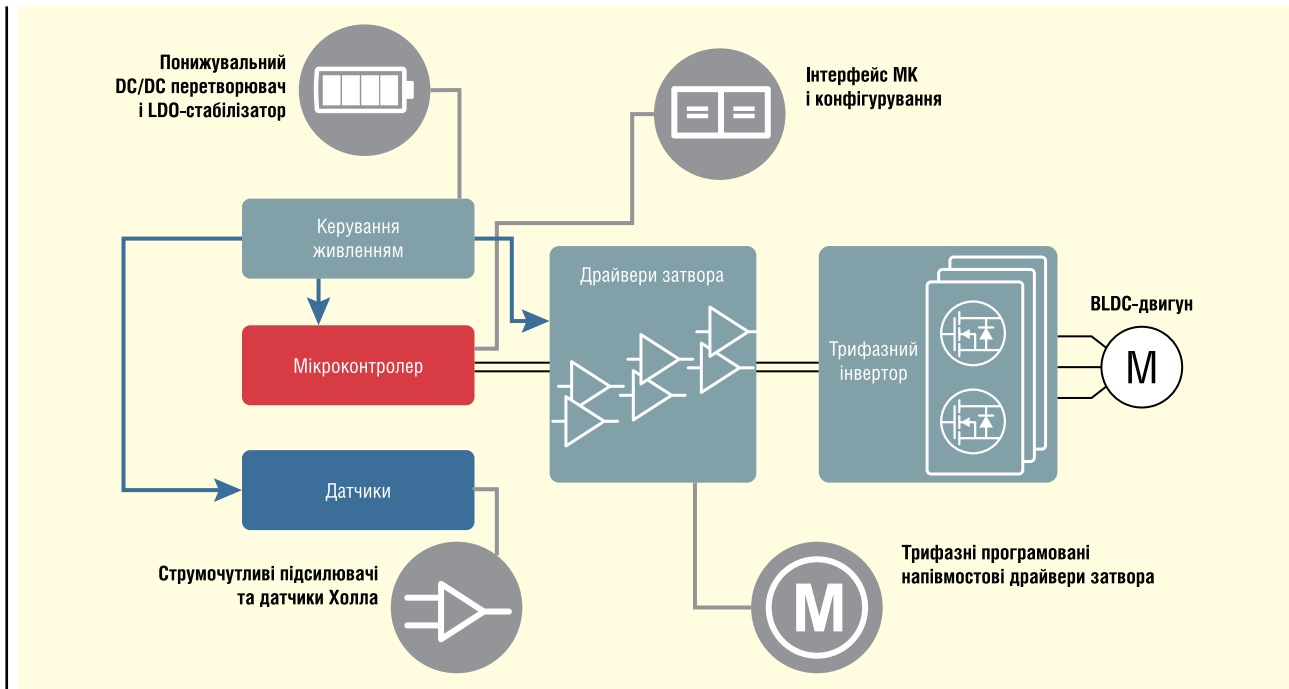 Понижувальний
DC/DC перетворювач
і LDO-стабілізатор
Інтерфейс МК
і конфігурування
Керування
живленням
Драйвери затвора
BLDC-двигун
Мікроконтролер
Трифазний
інвертор
M
Датчики
Струмочутливі підсилювачі
та датчики Холла
M
Трифазні програмовані
напівмостові драйвери затвора